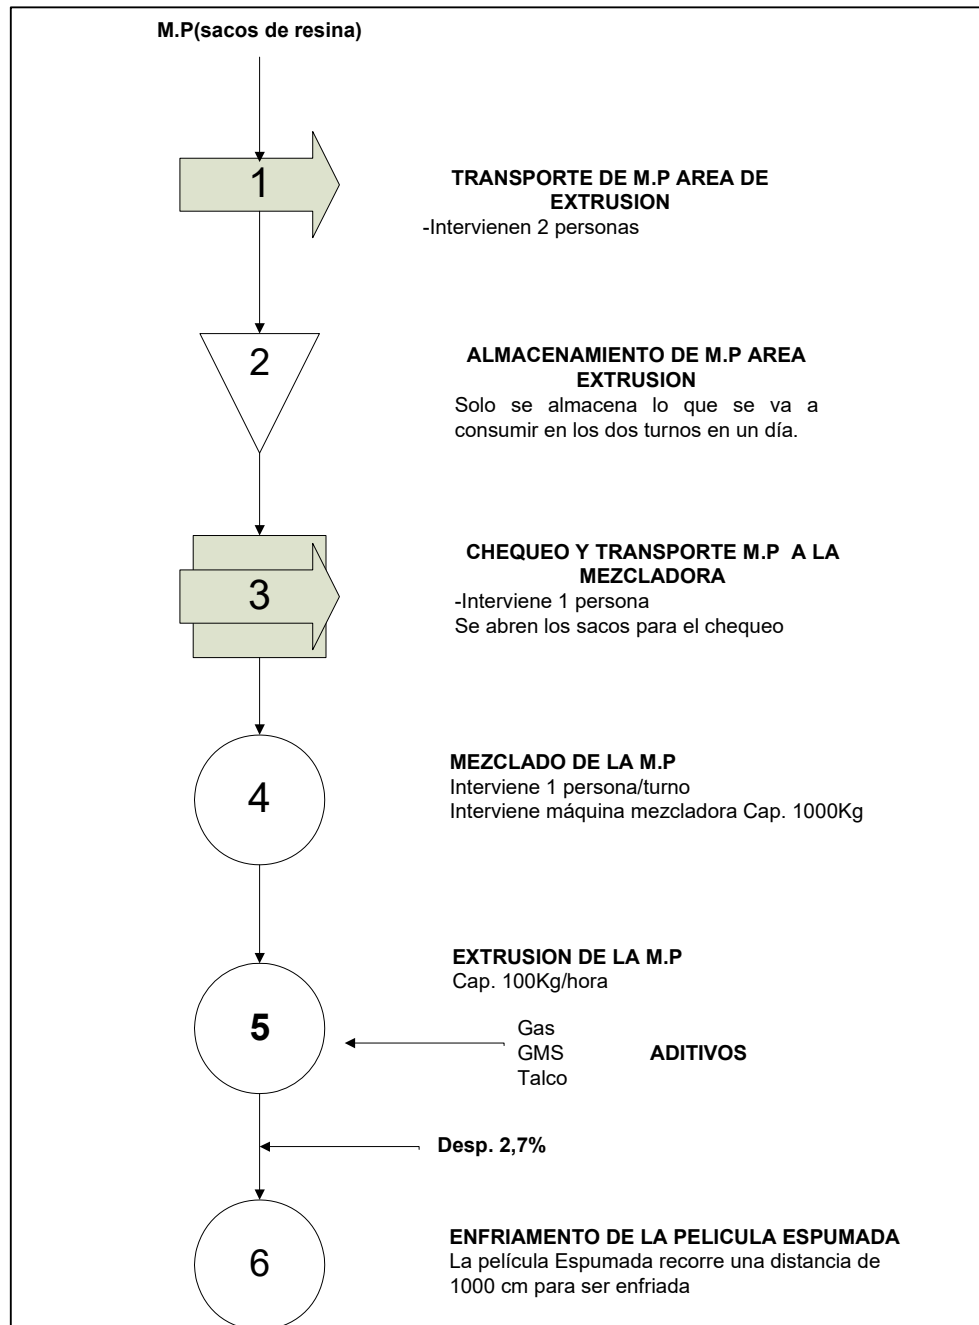 M.P(sacos de resina)
1
TRANSPORTE DE M.P AREA DE
EXTRUSION
-Intervienen 2 personas
2
ALMACENAMIENTO DE M.P AREA
EXTRUSION
Solo se almacena lo que se va a
consumir en los dos turnos en un día.
3
CHEQUEO Y TRANSPORTE M.P A LA
MEZCLADORA
-Interviene 1 persona
Se abren los sacos para el chequeo
4
MEZCLADO DE LA M.P
Interviene 1 persona/turno
Interviene máquina mezcladora Cap. 1000Kg
5
EXTRUSION DE LA M.P
Cap. 100Kg/hora
Gas
GMS ADITIVOS
Talco
Desp. 2,7%
6
ENFRIAMENTO DE LA PELICULA ESPUMADA
La película Espumada recorre una distancia de
1000 cm para ser enfriada